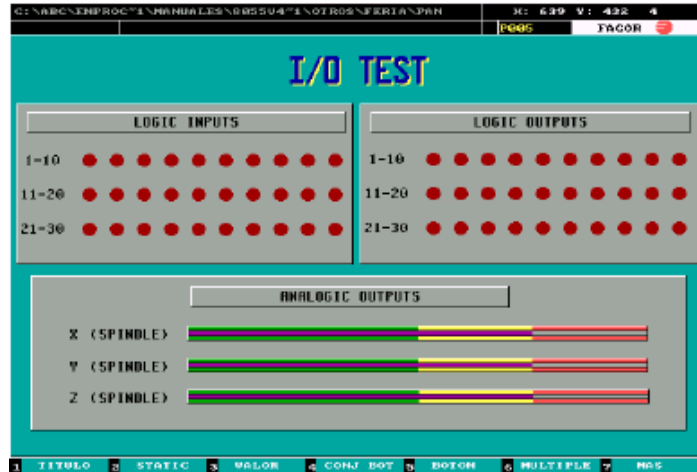 C:\ABC\ENPROC~1\MANUALES\8055V4~1\OTROS\FERIA\PAN X: 639 Y: 432 4
P005 FAGOR
I/O TEST
LOGIC INPUTS
1-10
11-20
21-30
LOGIC OUTPUTS
1-10
11-20
21-30
ANALOGIC OUTPUTS
X (SPINDLE)
Y (SPINDLE)
Z (SPINDLE)
1 TITULO 2 STATIC 3 VALOR 4 CONJ BOT 5 BOTON 6 MULTIPLE 7 MAS